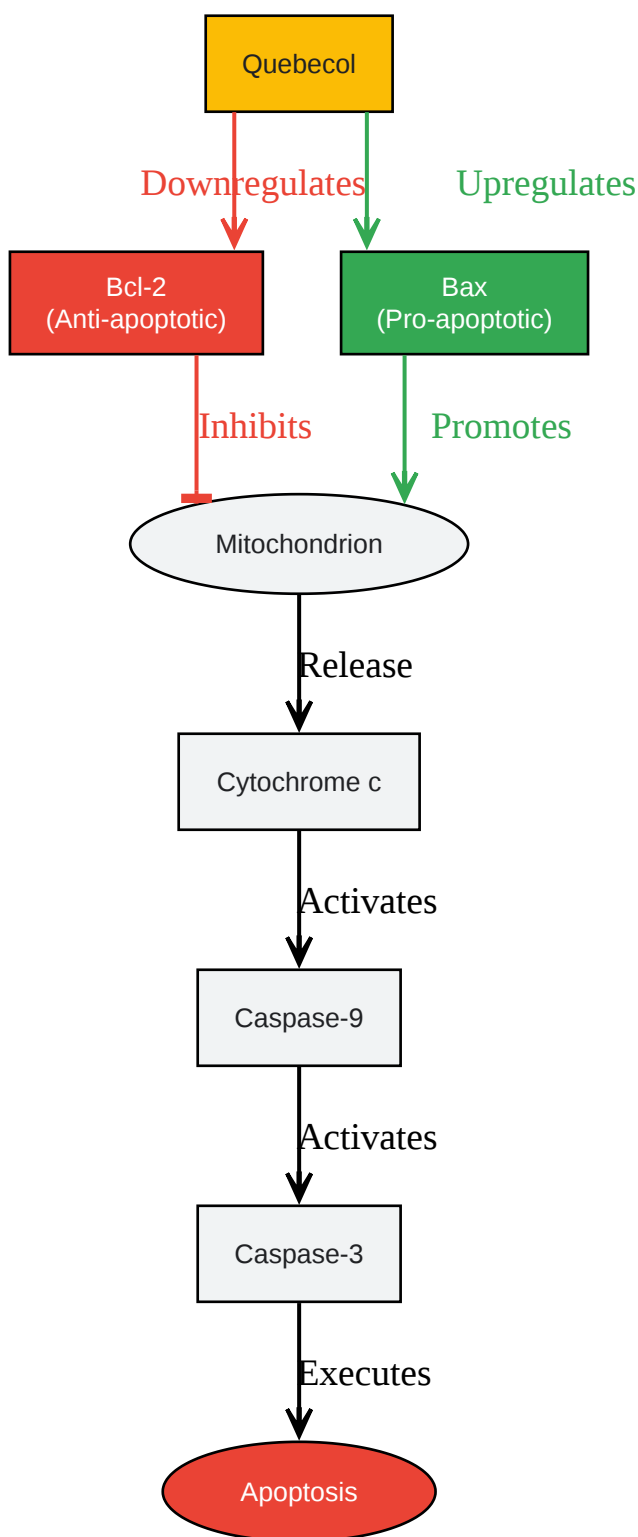 Quebecol
Downregulates
Upregulates
Bcl-2
(Anti-apoptotic)
Bax
(Pro-apoptotic)
Inhibits
Promotes
Mitochondrion
Release
Cytochrome c
Activates
Caspase-9
Activates
Caspase-3
Executes
Apoptosis